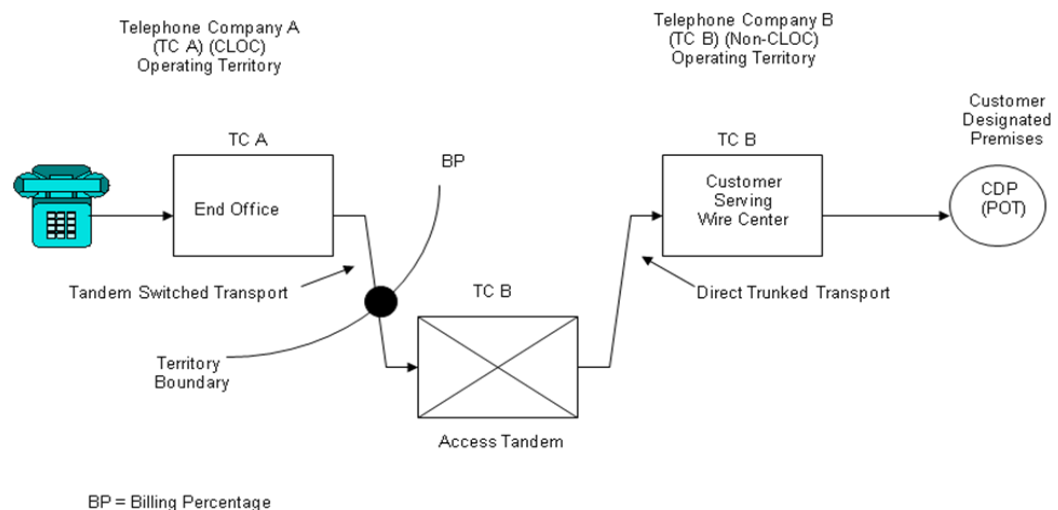 Telephone Company A
(TC A) (CLOC)
Operating Territory
Telephone Company B
(TC B) (Non-CLOC)
Operating Territory
Customer
Designated
Premises
TC A
BP
TC B
End Office
Customer
Serving
Wire Center
CDP
(POT)
Tandem Switched Transport
TC B
Direct Trunked Transport
Territory
Boundary
Access Tandem
BP = Billing Percentage